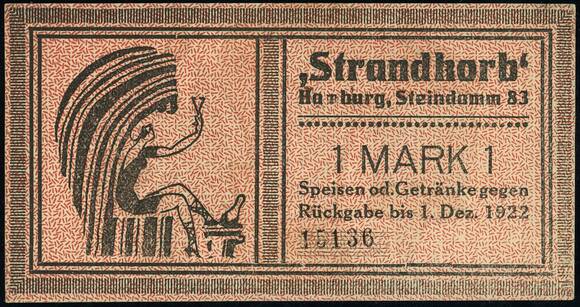 ‚Strandkorb‘
Hamburg, Steindamm 83
1 MARK 1
Speisen od. Getränke gegen
Rückgabe bis 1. Dez. 1922
15136